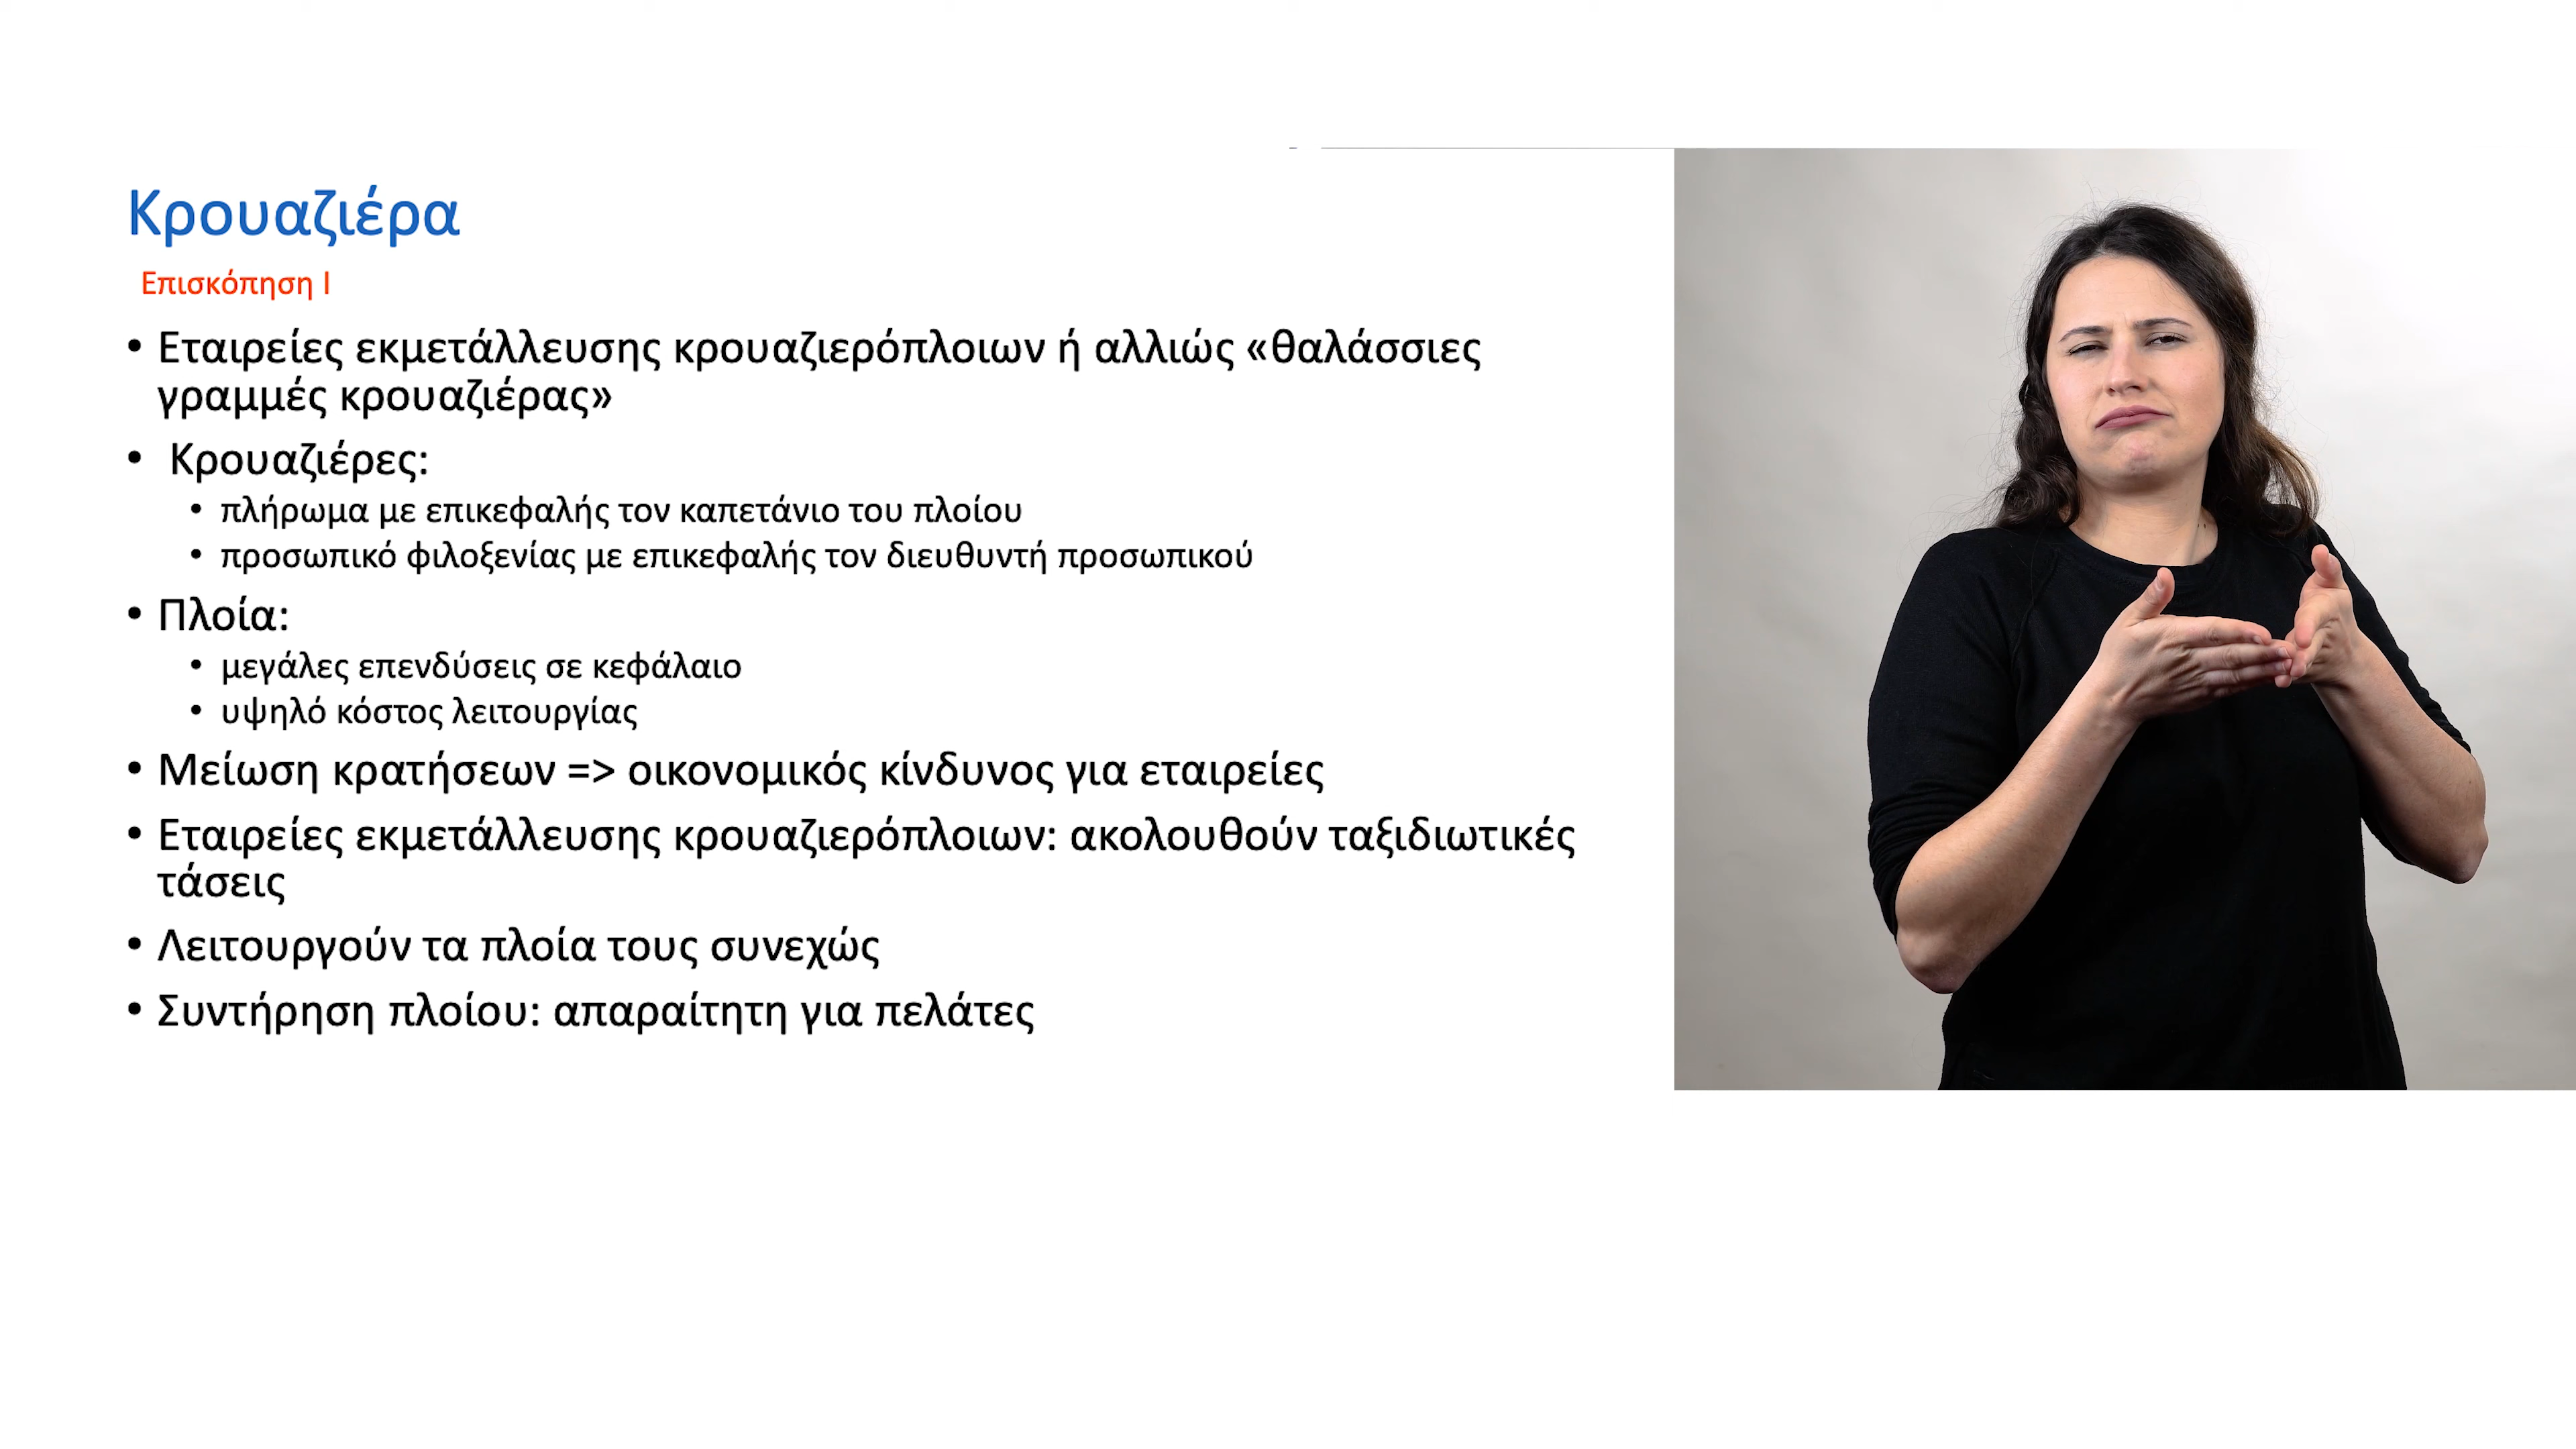 Κρουαζιέρα
Επισκόπηση Ι
• Εταιρείες εκμετάλλευσης κρουαζιερόπλοιων ή αλλιώς «θαλάσσιες
γραμμές κρουαζιέρας»
• Κρουαζιέρες:
• πλήρωμα με επικεφαλής τον καπετάνιο του πλοίου
• προσωπικό φιλοξενίας με επικεφαλής τον διευθυντή προσωπικού
• Πλοία:
• μεγάλες επενδύσεις σε κεφάλαιο
• υψηλό κόστος λειτουργίας
• Μείωση κρατήσεων => οικονομικός κίνδυνος για εταιρείες
• Εταιρείες εκμετάλλευσης κρουαζιερόπλοιων: ακολουθούν ταξιδιωτικές
τάσεις
• Λειτουργούν τα πλοία τους συνεχώς
• Συντήρηση πλοίου: απαραίτητη για πελάτες